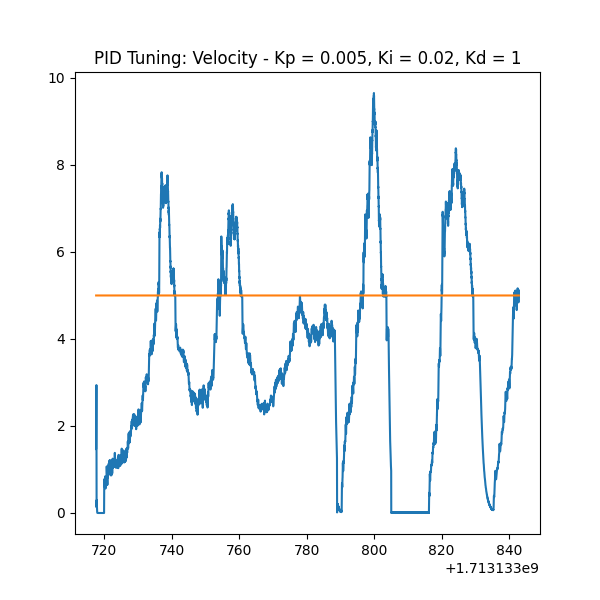 PID Tuning: Velocity - Kp = 0.005, Ki = 0.02, Kd = 1
10
8
6
4
2
0
720 740 760 780 800 820 840
+1.713133e9